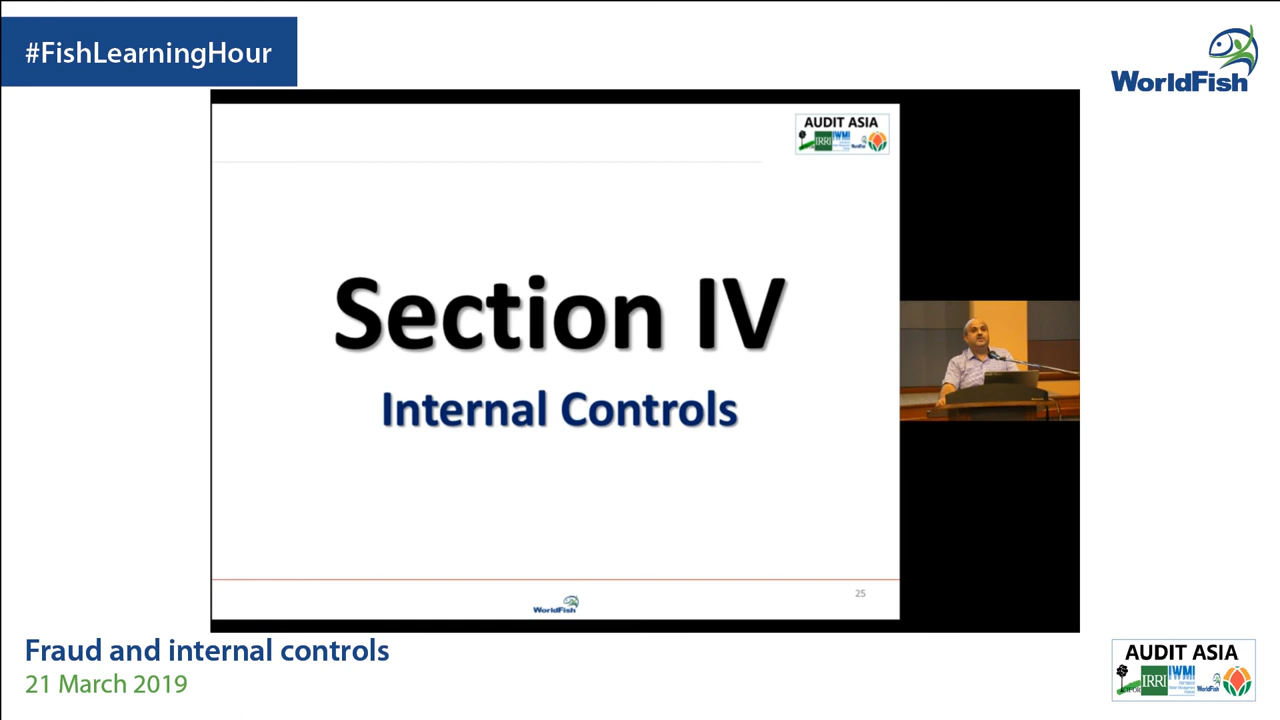 #FishLearningHour
WorldFish
AUDIT ASIA
IRRI
IWMI
WorldFish
Section IV
Internal Controls
25
WorldFish
Fraud and internal controls
21 March 2019
AUDIT ASIA
IRRI
IWMI
WorldFish